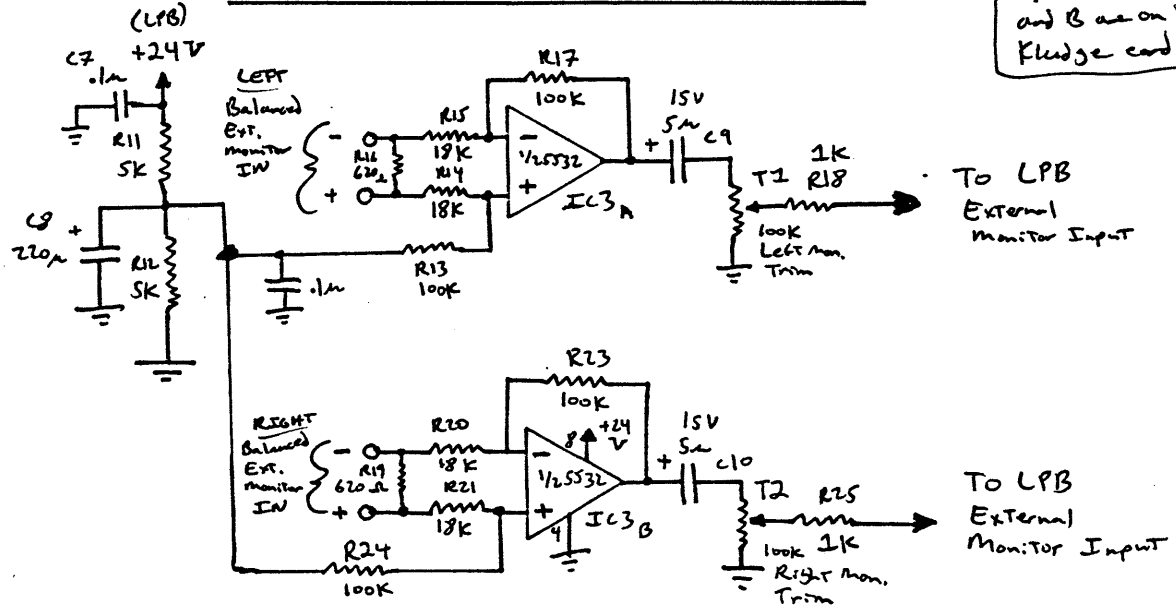 (LPB)
+24V
C7
.1μ
R11
5K
C8
+
220μ
R12
5K
LEFT
Balanced
Ext.
monitor
IN
-
+
R16
620Ω
R15
18K
R14
18K
R17
100K
-
+
1/2 5532
IC3A
R13
100K
.1μ
15V
5μ
+
C9
T1
100K
Left Mon.
Trim
1K
R18
To LPB
External
Monitor Input
and B are on
Kludge card
RIGHT
Balanced
Ext.
monitor
IN
-
+
R19
620Ω
R20
18K
R21
18K
R23
100K
-
+
1/2 5532
8
+24
V
4
IC3B
R24
100K
15V
5μ
+
C10
T2
100K
Right Mon.
Trim
R25
1K
To LPB
External
Monitor Input